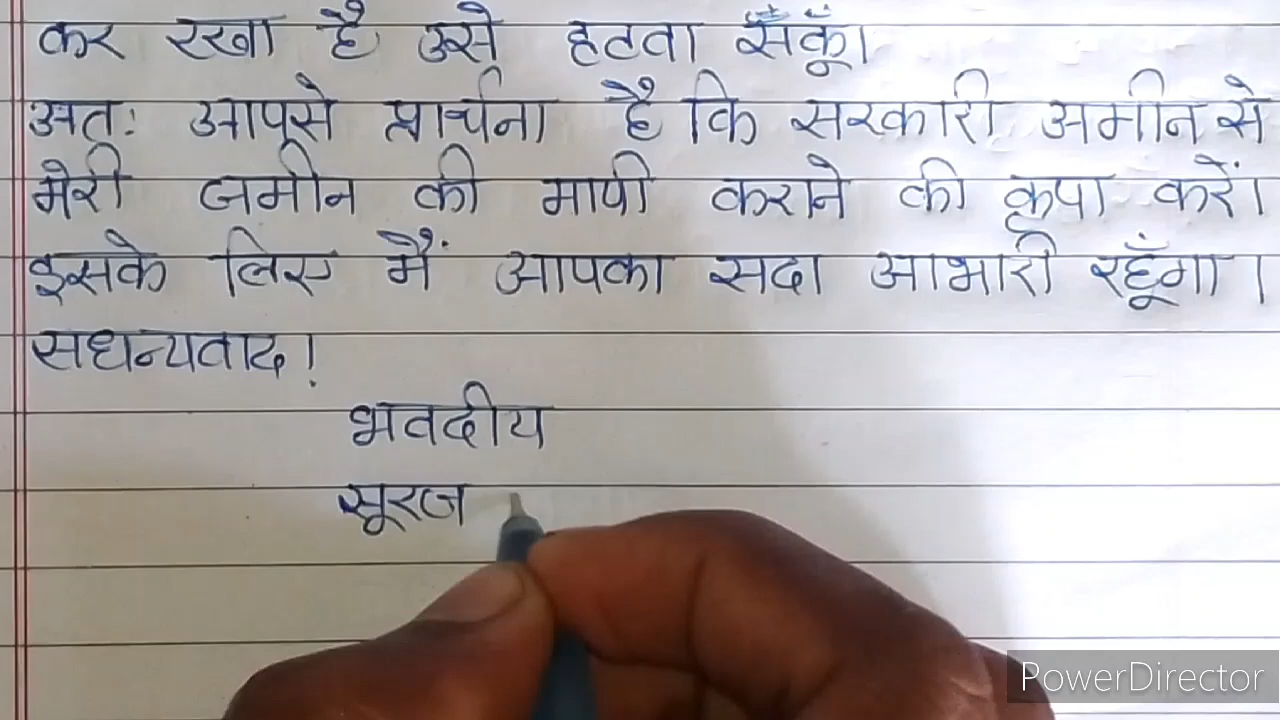 कर रखा है उसे हटवा सकूँ।
अतः आपसे प्रार्थना है कि सरकारी अमीन से
मेरी जमीन की मापी कराने की कृपा करें।
इसके लिए मैं आपका सदा आभारी रहूँगा।
सधन्यवाद!
भवदीय
सूरज
PowerDirector